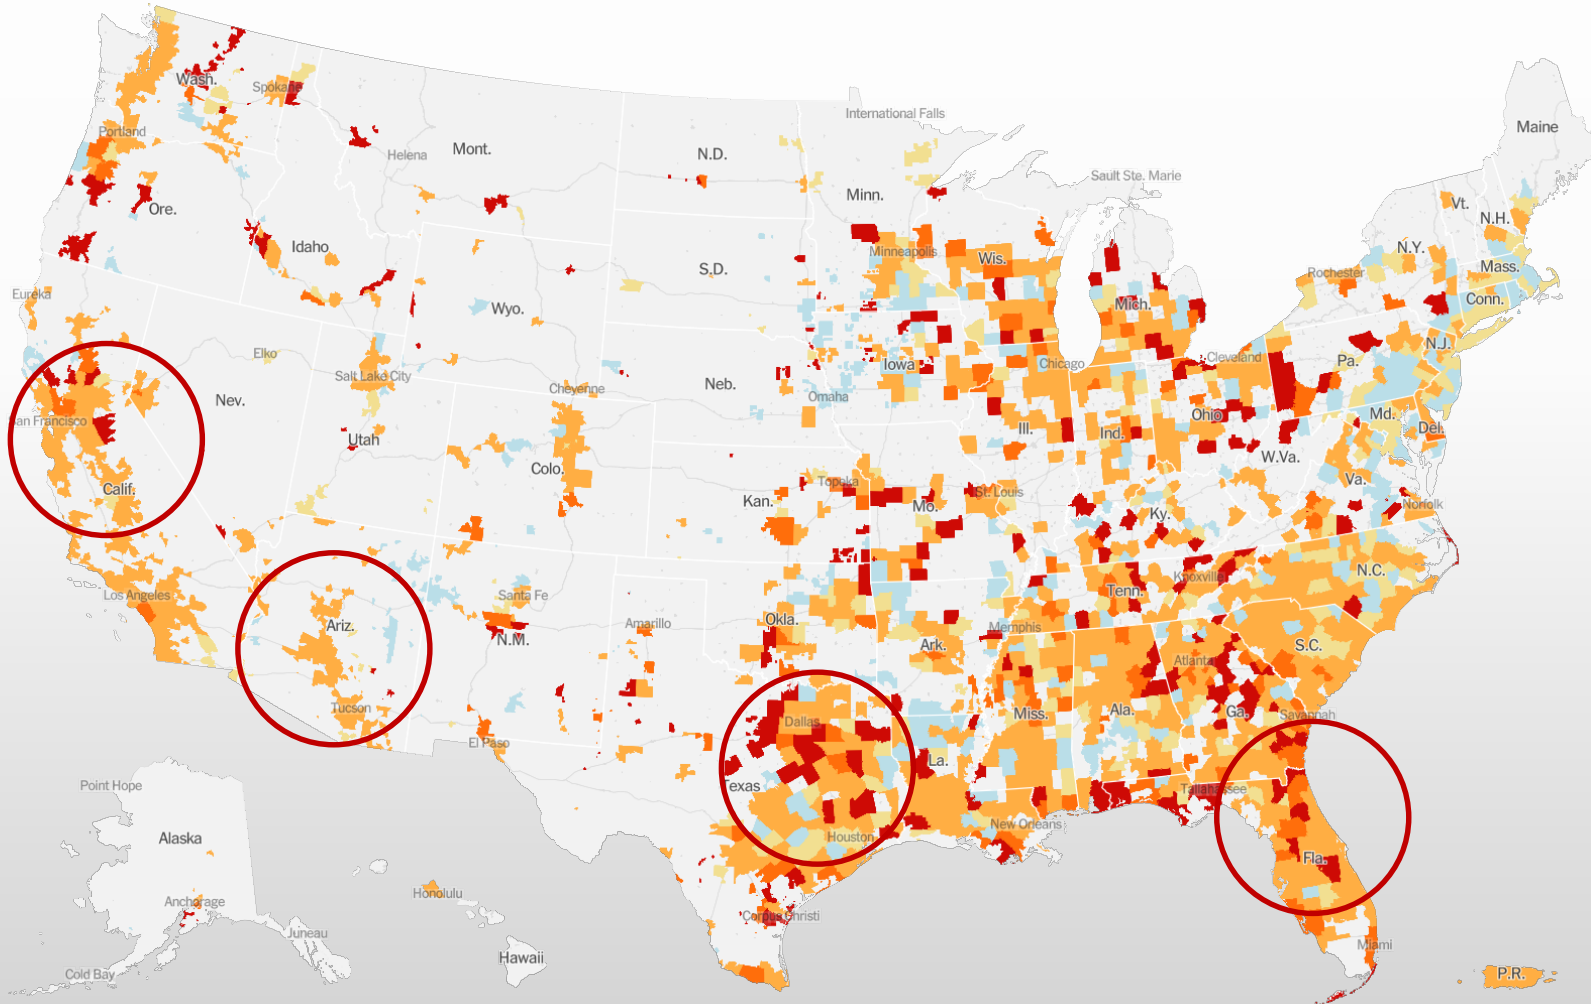 International Falls
Maine
Wash.
Spokane
Portland
Mont.
Helena
N.D.
Sault Ste. Marie
Minn.
Vt.
N.H.
Ore.
Idaho
Minneapolis
Wis.
N.Y.
Rochester
Mass.
S.D.
Eureka
Wyo.
Mich.
Conn.
Elko
Salt Lake City
Iowa
Chicago
Cleveland
Pa.
N.J.
Nev.
Neb.
Cheyenne
Omaha
San Francisco
Utah
Ill.
Ind.
Ohio
Md.
Del.
Calif.
Colo.
Kan.
Topeka
Mo.
St. Louis
W.Va.
Va.
Norfolk
Ky.
Los Angeles
Ariz.
Santa Fe
N.M.
Amarillo
Okla.
Ark.
Memphis
Tenn.
Knoxville
N.C.
S.C.
Atlanta
Tucson
El Paso
Dallas
Texas
La.
Miss.
Ala.
Ga.
Savannah
Point Hope
Alaska
Tallahassee
Houston
New Orleans
Fla.
Anchorage
Honolulu
Corpus Christi
Juneau
Hawaii
Cold Bay
Miami
P.R.